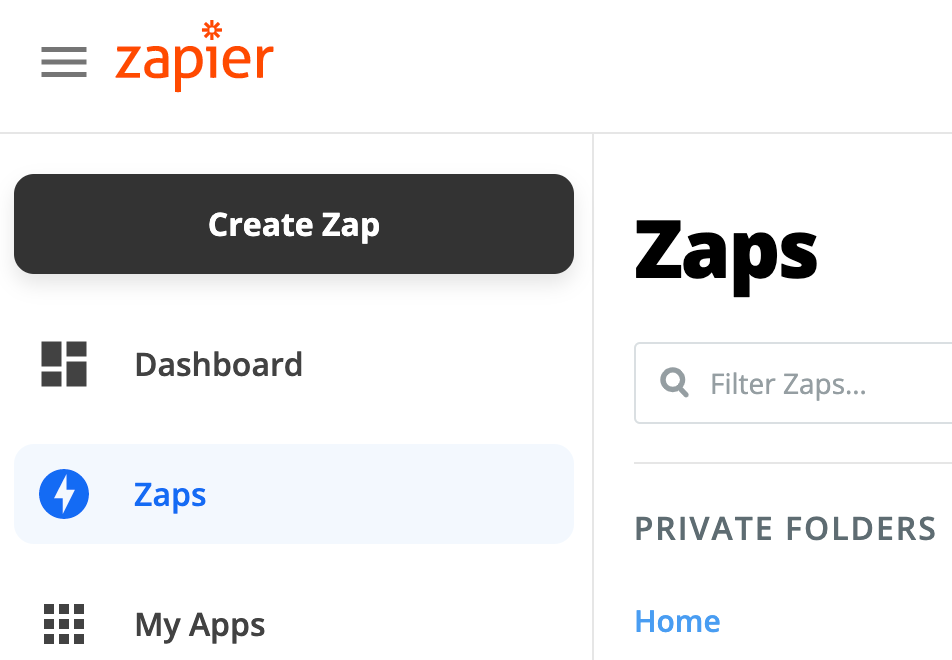 zapier
Create Zap
Dashboard
Zaps
My Apps
Zaps
Filter Zaps...
PRIVATE FOLDERS
Home